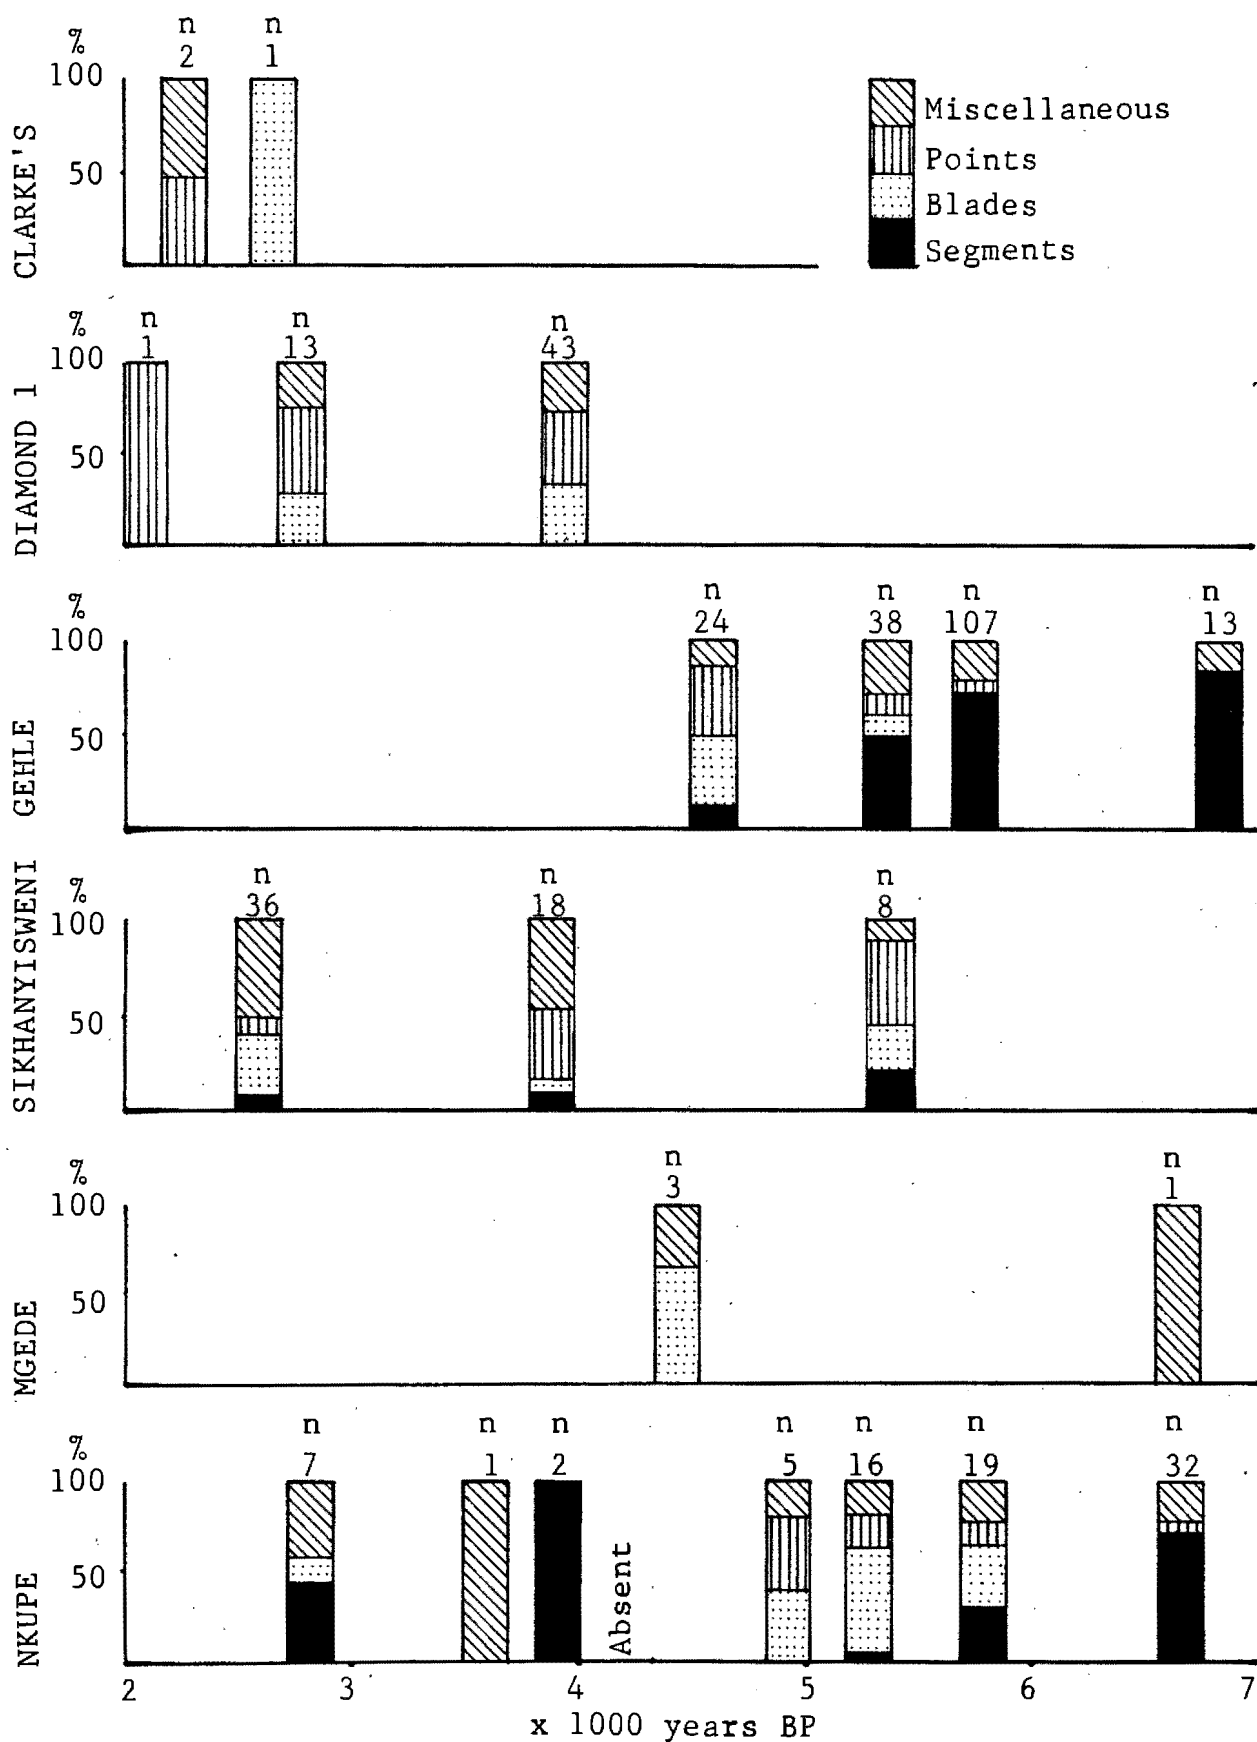 CLARKE'S
%
100
50
n n
2 1
Miscellaneous
Points
Blades
Segments
DIAMOND 1
%
100
50
n n n
1 13 43
GEHLE
%
100
50
n n n n
24 38 107 13
SIKHANYISWENI
%
100
50
n n n
36 18 8
MGEDE
%
100
50
n n
3 1
NKUPE
%
100
50
n n n n n n n
7 1 2 5 16 19 32
Absent
2 3 4 5 6 7
x 1000 years BP